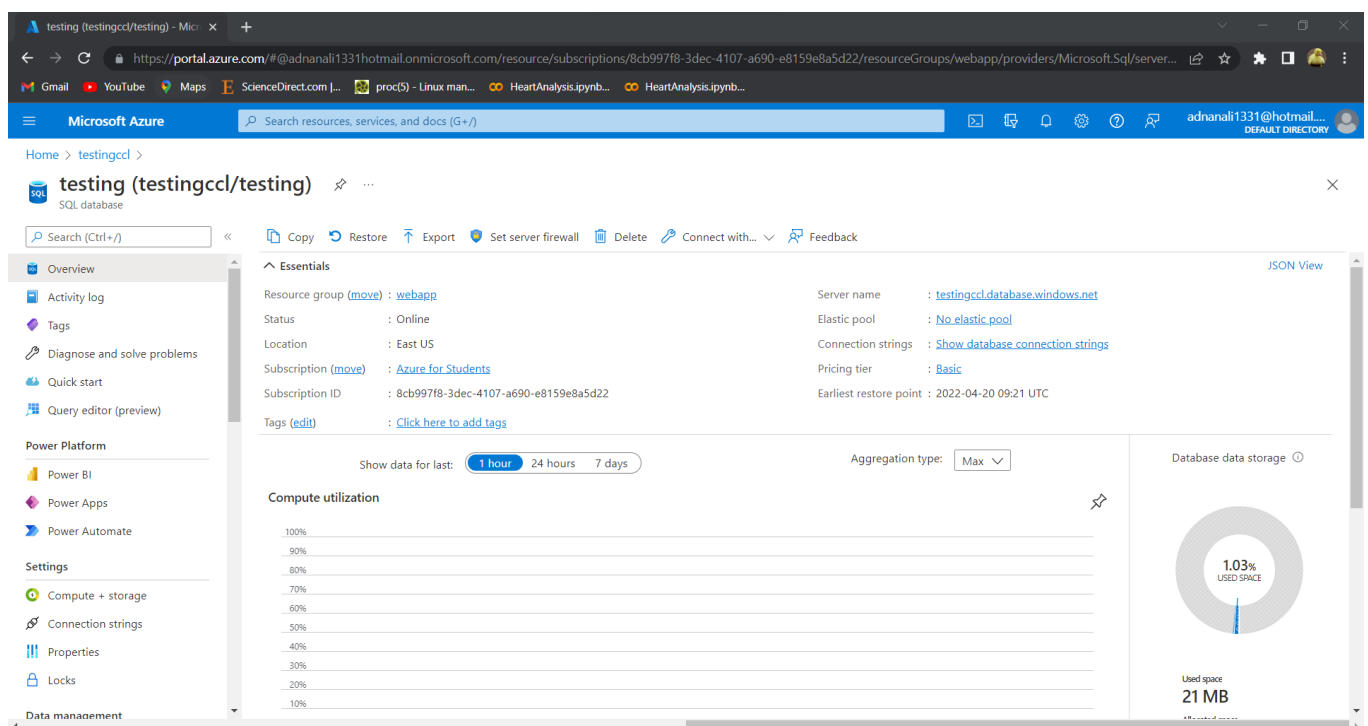 testing (testingccl/testing) - Micr
https://portal.azure.com/#@adnanali1331hotmail.onmicrosoft.com/resource/subscriptions/8cb997f8-3dec-4107-a690-e8159e8a5d22/resourceGroups/webapp/providers/Microsoft.Sql/server...
Gmail YouTube Maps ScienceDirect.com |... proc(5) - Linux man... HeartAnalysis.ipynb... HeartAnalysis.ipynb...
Microsoft Azure
Search resources, services, and docs (G+/)
adnanali1331@hotmail....
DEFAULT DIRECTORY
Home > testingccl >
testing (testingccl/testing) ...
SQL database
Search (Ctrl+/) «
Copy Restore Export Set server firewall Delete Connect with... Feedback
Overview
Activity log
Tags
Diagnose and solve problems
Quick start
Query editor (preview)
Power Platform
Power BI
Power Apps
Power Automate
Settings
Compute + storage
Connection strings
Properties
Locks
Data management
Essentials
JSON View
Resource group (move) : webapp
Status : Online
Location : East US
Subscription (move) : Azure for Students
Subscription ID : 8cb997f8-3dec-4107-a690-e8159e8a5d22
Tags (edit) : Click here to add tags
Server name : testingccl.database.windows.net
Elastic pool : No elastic pool
Connection strings : Show database connection strings
Pricing tier : Basic
Earliest restore point : 2022-04-20 09:21 UTC
Show data for last: 1 hour 24 hours 7 days
Aggregation type: Max
Compute utilization
100%
90%
80%
70%
60%
50%
40%
30%
20%
10%
Database data storage
1.03%
USED SPACE
Used space
21 MB